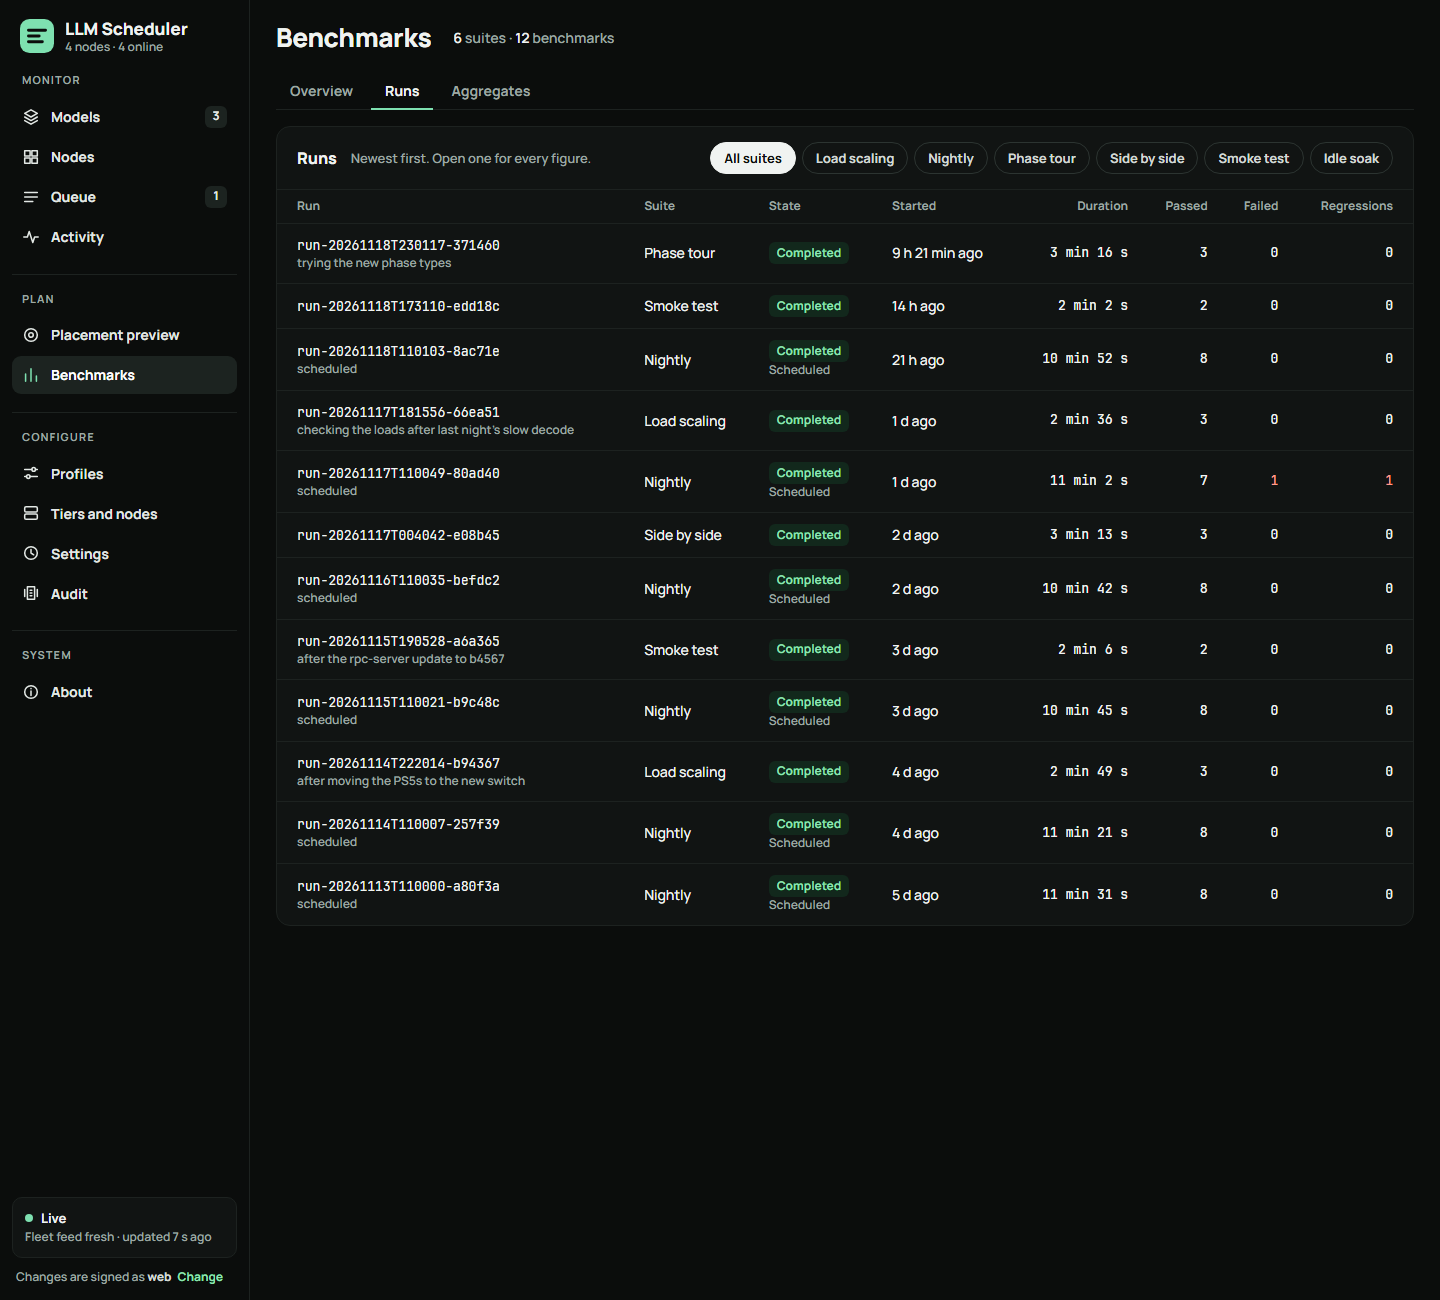 LLM Scheduler
4 nodes · 4 online
MONITOR
Models 3
Nodes
Queue 1
Activity
PLAN
Placement preview
Benchmarks
CONFIGURE
Profiles
Tiers and nodes
Settings
Audit
SYSTEM
About
Live
Fleet feed fresh · updated 7 s ago
Changes are signed as web Change
Benchmarks 6 suites · 12 benchmarks
Overview Runs Aggregates
Runs Newest first. Open one for every figure. All suites Load scaling Nightly Phase tour Side by side Smoke test Idle soak
Run Suite State Started Duration Passed Failed Regressions
run-20261118T230117-371460 Phase tour Completed 9 h 21 min ago 3 min 16 s 3 0 0
trying the new phase types
run-20261118T173110-edd18c Smoke test Completed 14 h ago 2 min 2 s 2 0 0
run-20261118T110103-8ac71e Nightly Completed 21 h ago 10 min 52 s 8 0 0
scheduled Scheduled
run-20261117T181556-66ea51 Load scaling Completed 1 d ago 2 min 36 s 3 0 0
checking the loads after last night's slow decode
run-20261117T110049-80ad40 Nightly Completed 1 d ago 11 min 2 s 7 1 1
scheduled Scheduled
run-20261117T004042-e08b45 Side by side Completed 2 d ago 3 min 13 s 3 0 0
run-20261116T110035-befdc2 Nightly Completed 2 d ago 10 min 42 s 8 0 0
scheduled Scheduled
run-20261115T190528-a6a365 Smoke test Completed 3 d ago 2 min 6 s 2 0 0
after the rpc-server update to b4567
run-20261115T110021-b9c48c Nightly Completed 3 d ago 10 min 45 s 8 0 0
scheduled Scheduled
run-20261114T222014-b94367 Load scaling Completed 4 d ago 2 min 49 s 3 0 0
after moving the PS5s to the new switch
run-20261114T110007-257f39 Nightly Completed 4 d ago 11 min 21 s 8 0 0
scheduled Scheduled
run-20261113T110000-a80f3a Nightly Completed 5 d ago 11 min 31 s 8 0 0
scheduled Scheduled